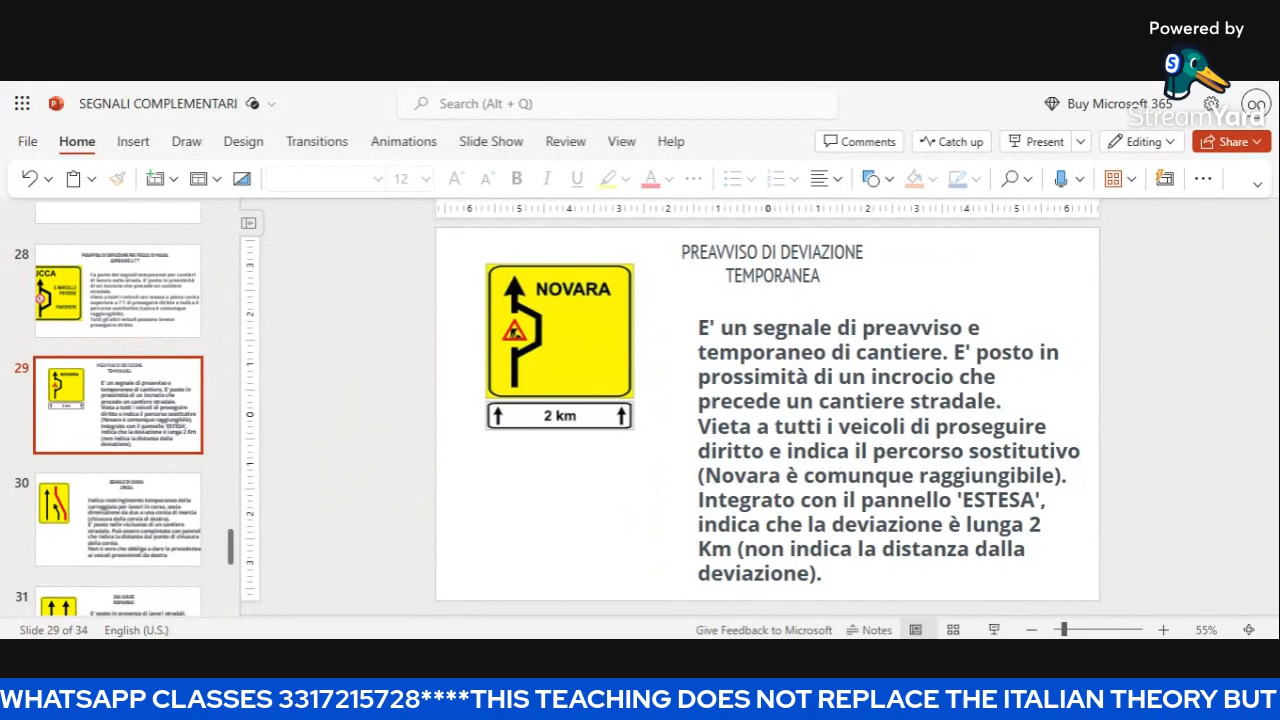 Powered by
StreamYard
SEGNALI COMPLEMENTARI
Search (Alt + Q)
Buy Microsoft 365
File Home Insert Draw Design Transitions Animations Slide Show Review View Help
Comments Catch up Present Editing Share
12
28
29
30
31
PREAVVISO DI DEVIAZIONE
TEMPORANEA
NOVARA
2 km
E' un segnale di preavviso e
temporaneo di cantiere. E' posto in
prossimità di un incrocio che
precede un cantiere stradale.
Vieta a tutti i veicoli di proseguire
diritto e indica il percorso sostitutivo
(Novara è comunque raggiungibile).
Integrato con il pannello 'ESTESA',
indica che la deviazione è lunga 2
Km (non indica la distanza dalla
deviazione).
Slide 29 of 34 English (U.S.)
Give Feedback to Microsoft Notes 55%
WHATSAPP CLASSES 3317215728****THIS TEACHING DOES NOT REPLACE THE ITALIAN THEORY BUT